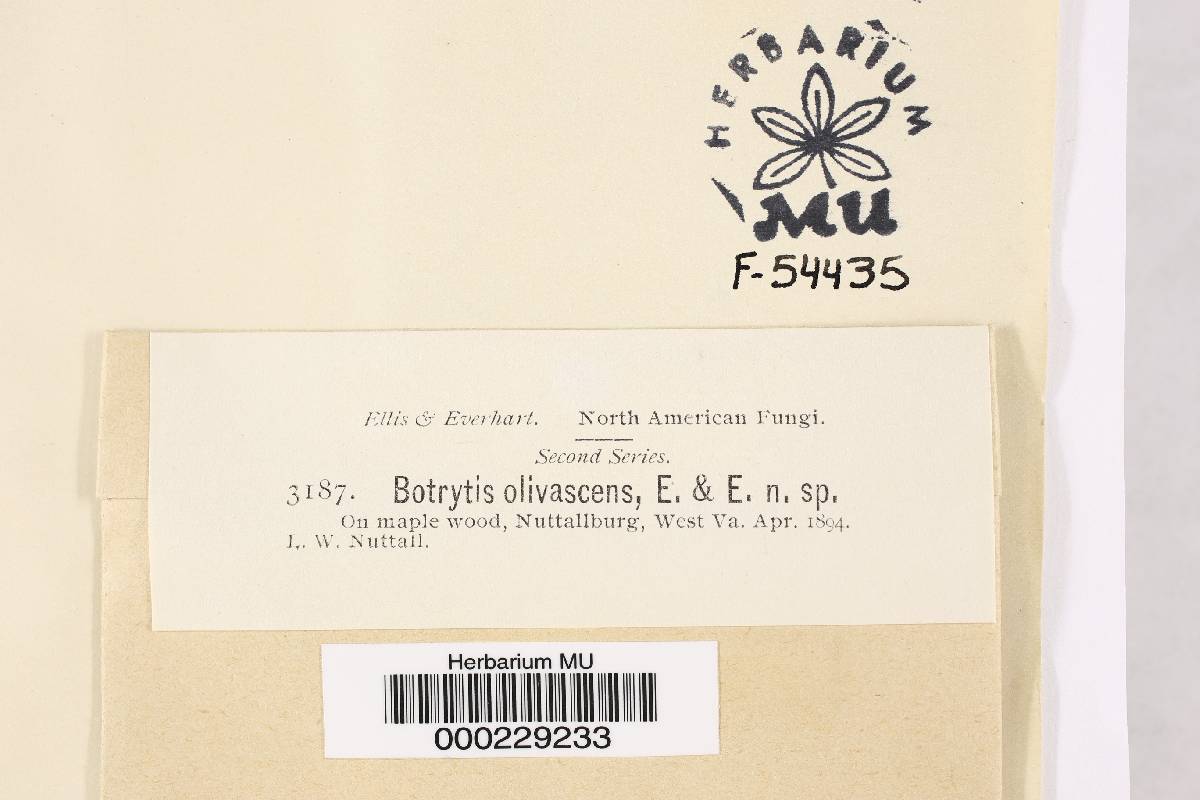 HERBARIUM
MU
F-54435
Ellis & Everhart. North American Fungi.
Second Series.
3187. Botrytis olivascens, E. & E. n. sp.
On maple wood, Nuttallburg, West Va. Apr. 1894.
L. W. Nuttall.
Herbarium MU
000229233